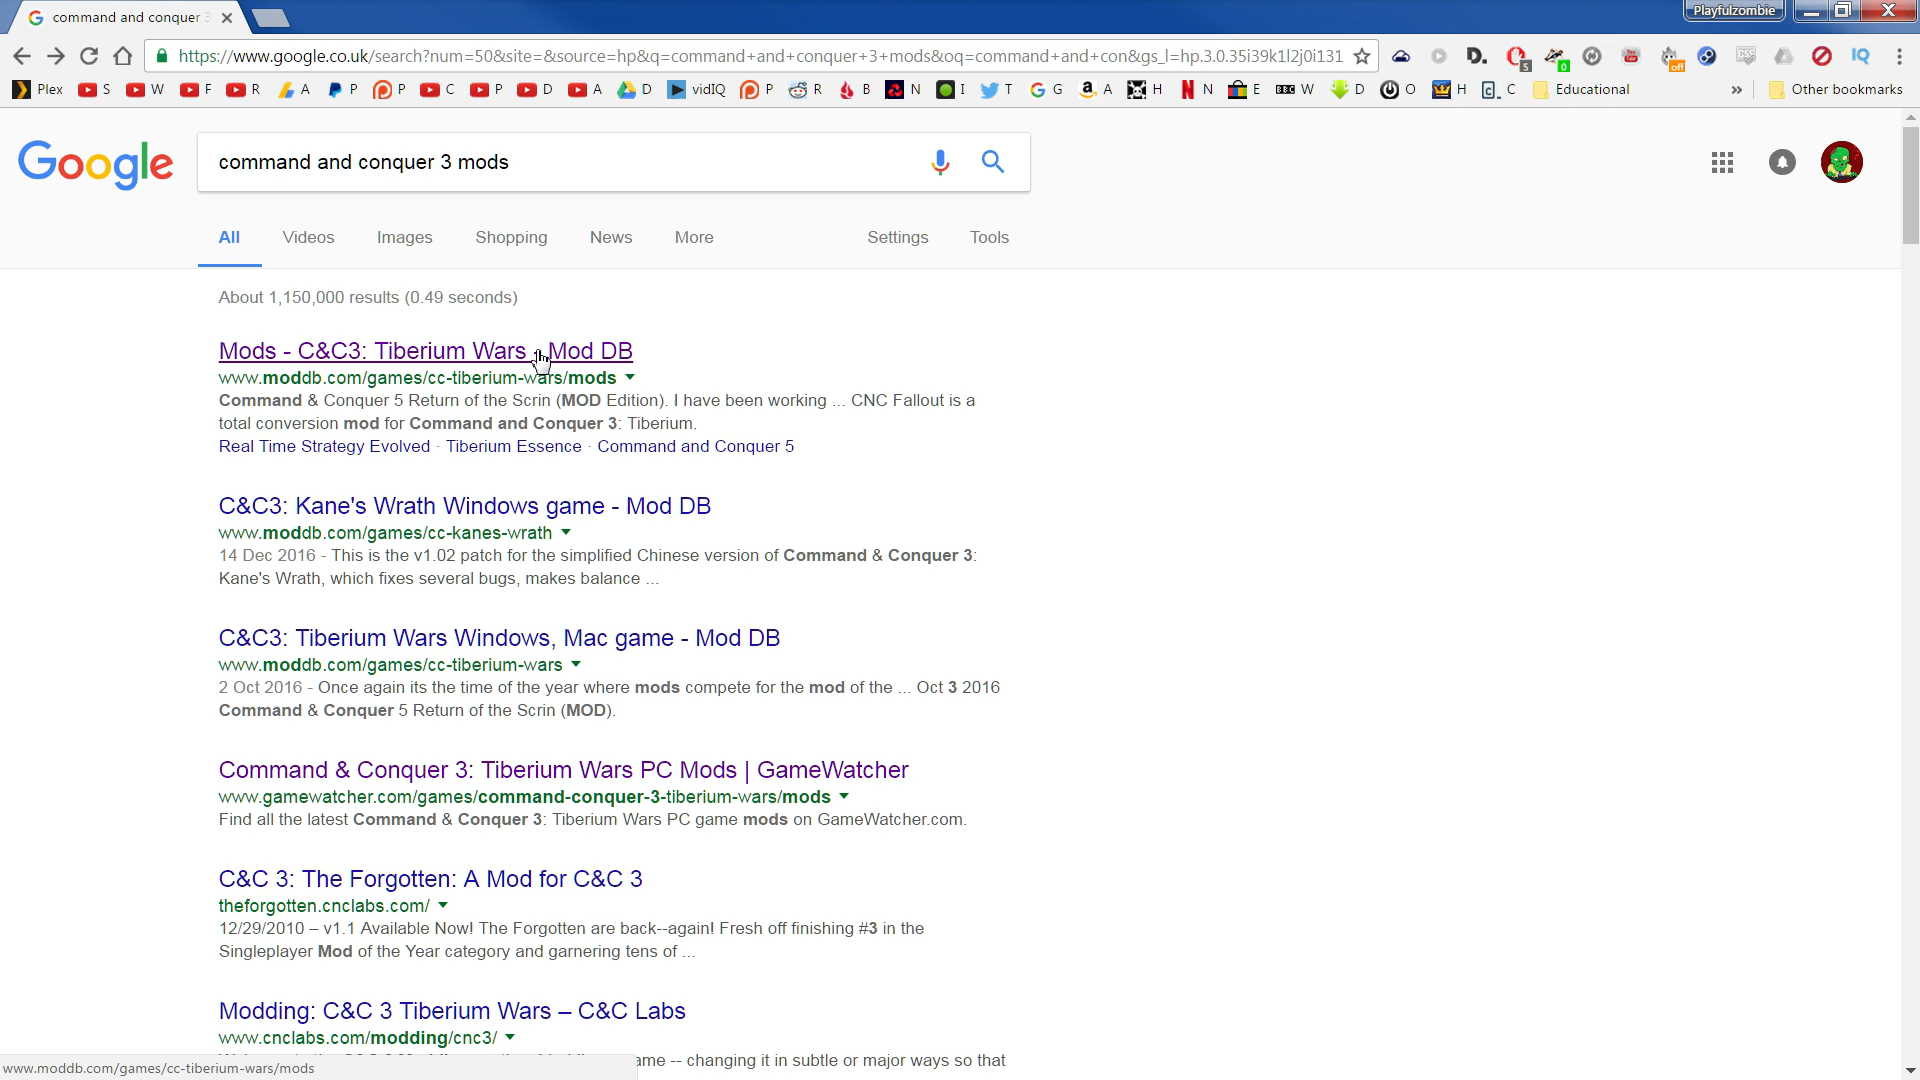 command and conquer 3
Playfulzombie
https://www.google.co.uk/search?num=50&site=&source=hp&q=command+and+conquer+3+mods&oq=command+and+con&gs_l=hp.3.0.35i39k1l2j0i131
5
0
off
IQ
Plex S W F R A P P C P D A D vidIQ P R B N I T G A H N E BBC W D O H C Educational » Other bookmarks
Google
command and conquer 3 mods
All Videos Images Shopping News More Settings Tools
About 1,150,000 results (0.49 seconds)
Mods - C&C3: Tiberium Wars - Mod DB
www.moddb.com/games/cc-tiberium-wars/mods
Command & Conquer 5 Return of the Scrin (MOD Edition). I have been working ... CNC Fallout is a
total conversion mod for Command and Conquer 3: Tiberium.
Real Time Strategy Evolved · Tiberium Essence · Command and Conquer 5
C&C3: Kane's Wrath Windows game - Mod DB
www.moddb.com/games/cc-kanes-wrath
14 Dec 2016 - This is the v1.02 patch for the simplified Chinese version of Command & Conquer 3:
Kane's Wrath, which fixes several bugs, makes balance ...
C&C3: Tiberium Wars Windows, Mac game - Mod DB
www.moddb.com/games/cc-tiberium-wars
2 Oct 2016 - Once again its the time of the year where mods compete for the mod of the ... Oct 3 2016
Command & Conquer 5 Return of the Scrin (MOD).
Command & Conquer 3: Tiberium Wars PC Mods | GameWatcher
www.gamewatcher.com/games/command-conquer-3-tiberium-wars/mods
Find all the latest Command & Conquer 3: Tiberium Wars PC game mods on GameWatcher.com.
C&C 3: The Forgotten: A Mod for C&C 3
theforgotten.cnclabs.com/
12/29/2010 – v1.1 Available Now! The Forgotten are back--again! Fresh off finishing #3 in the
Singleplayer Mod of the Year category and garnering tens of ...
Modding: C&C 3 Tiberium Wars – C&C Labs
www.cnclabs.com/modding/cnc3/
ame -- changing it in subtle or major ways so that
www.moddb.com/games/cc-tiberium-wars/mods